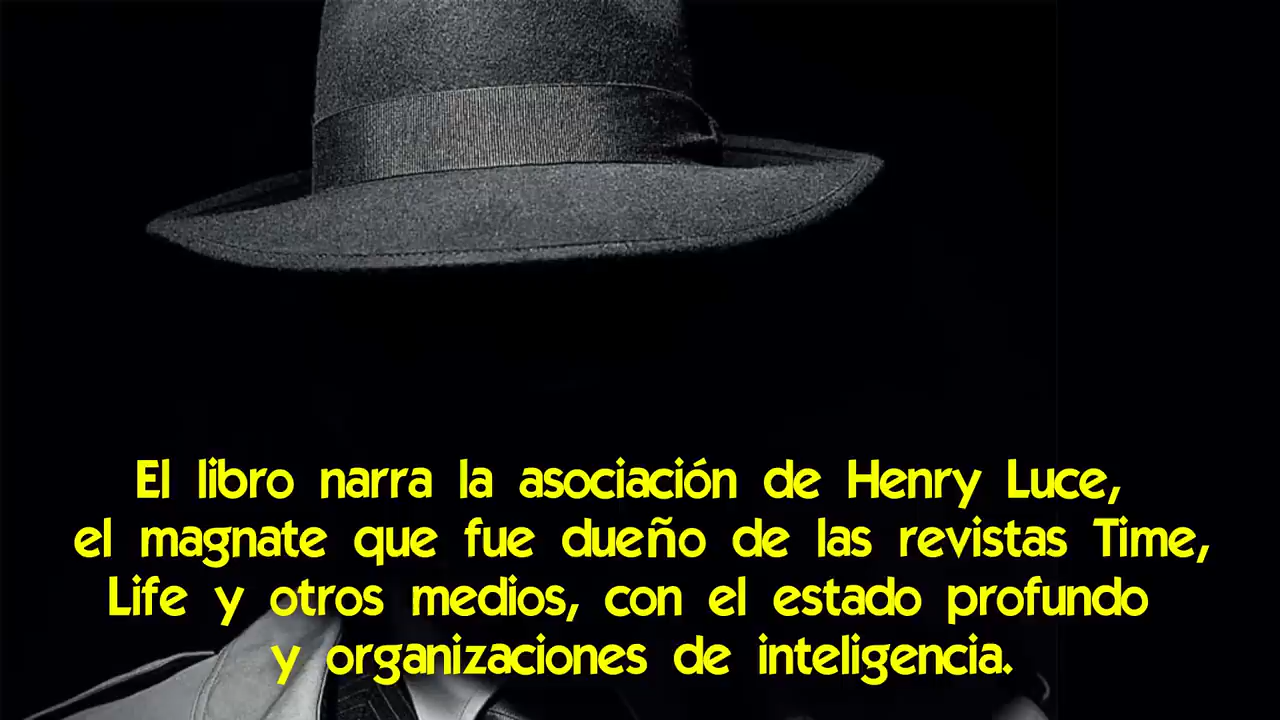 El libro narra la asociación de Henry Luce,
el magnate que fue dueño de las revistas Time,
Life y otros medios, con el estado profundo
y organizaciones de inteligencia.